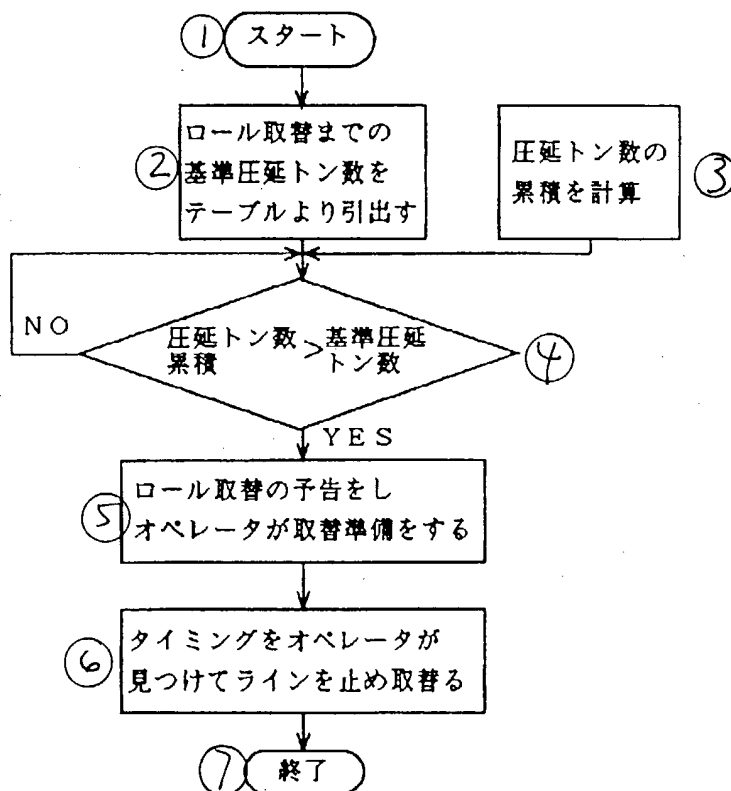 ① スタート
② ロール取替までの
基準圧延トン数を
テーブルより引出す
圧延トン数の
累積を計算
③
NO
圧延トン数
累積
>
基準圧延
トン数
④
YES
⑤ ロール取替の予告をし
オペレータが取替準備をする
⑥ タイミングをオペレータが
見つけてラインを止め取替る
⑦ 終了